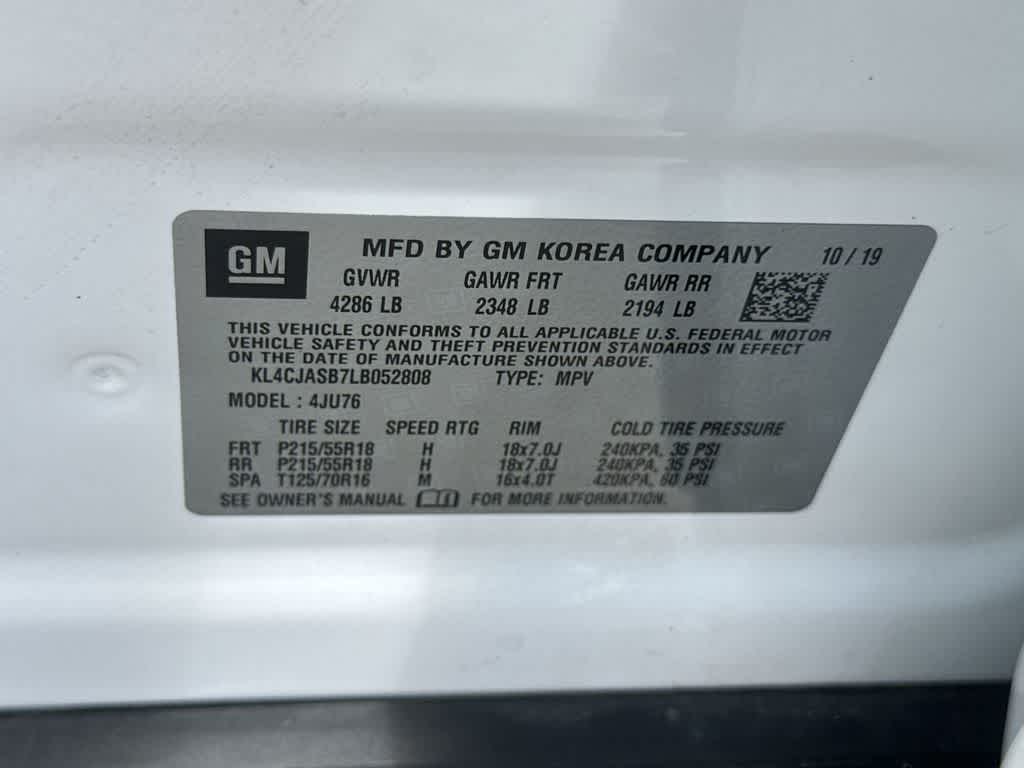 GM
MFD BY GM KOREA COMPANY 10 / 19
GVWR GAWR FRT GAWR RR
4286 LB 2348 LB 2194 LB
THIS VEHICLE CONFORMS TO ALL APPLICABLE U.S. FEDERAL MOTOR
VEHICLE SAFETY AND THEFT PREVENTION STANDARDS IN EFFECT
ON THE DATE OF MANUFACTURE SHOWN ABOVE.
KL4CJASB7LB052808 TYPE: MPV
MODEL : 4JU76
TIRE SIZE SPEED RTG RIM COLD TIRE PRESSURE
FRT P215/55R18 H 18x7.0J 240KPA, 35 PSI
RR P215/55R18 H 18x7.0J 240KPA, 35 PSI
SPA T125/70R16 M 16x4.0T 420KPA, 60 PSI
SEE OWNER'S MANUAL FOR MORE INFORMATION.